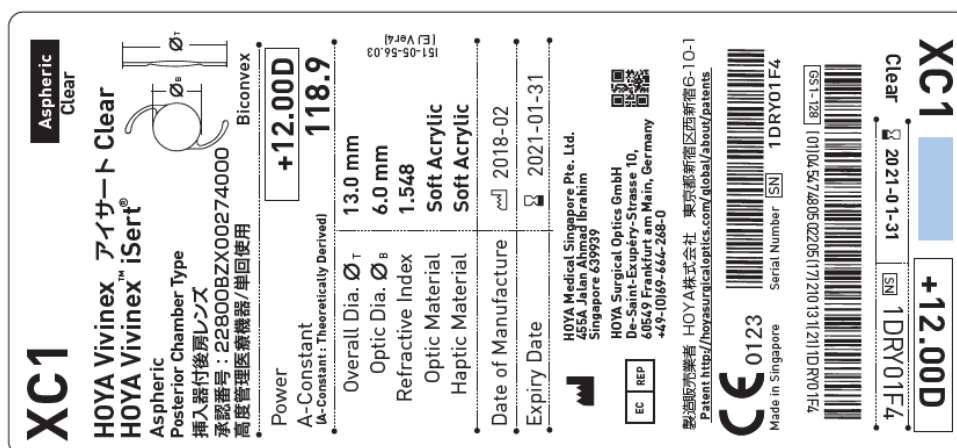 XC1
Aspheric
Clear
HOYA Vivinex アイサート Clear
HOYA Vivinex™ iSert®
Aspheric
Posterior Chamber Type
挿入器付後房レンズ
承認番号：22800BZX00274000
高度管理医療機器/単回使用
ØB
ØT
Biconvex
Power +12.00D
A-Constant 118.9
(A-Constant : Theoretically Derived)
Overall Dia. ØT 13.0 mm
Optic Dia. ØB 6.0 mm
Refractive Index 1.548
Optic Material Soft Acrylic
Haptic Material Soft Acrylic
I51-05-56.03
(EJ Ver4)
Date of Manufacture 2018-02
Expiry Date 2021-01-31
HOYA Medical Singapore Pte. Ltd.
455A Jalan Ahmad Ibrahim
Singapore 639939
EC REP
HOYA Surgical Optics GmbH
De-Saint-Exupéry-Strasse 10,
60549 Frankfurt am Main, Germany
+49-(0)69-664-268-0
製造販売業者 HOYA株式会社 東京都新宿区西新宿6-10-1
Patent http://hoyasurgicaloptics.com/global/about/patents
CE 0123
Made in Singapore
Serial Number SN 1DRY01F4
GS1-128
XC1
Clear
2021-01-31
SN 1DRY01F4
+12.00D